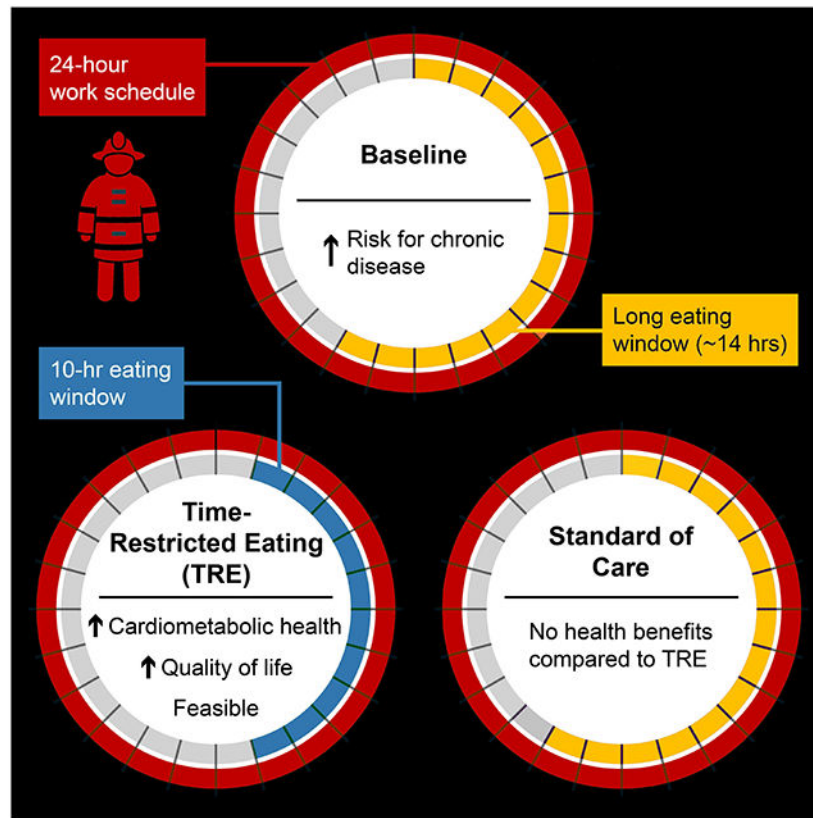 24-hour
work schedule
Baseline
↑ Risk for chronic
disease
Long eating
window (~14 hrs)
10-hr eating
window
Time-
Restricted Eating
(TRE)
↑ Cardiometabolic health
↑ Quality of life
Feasible
Standard of
Care
No health benefits
compared to TRE